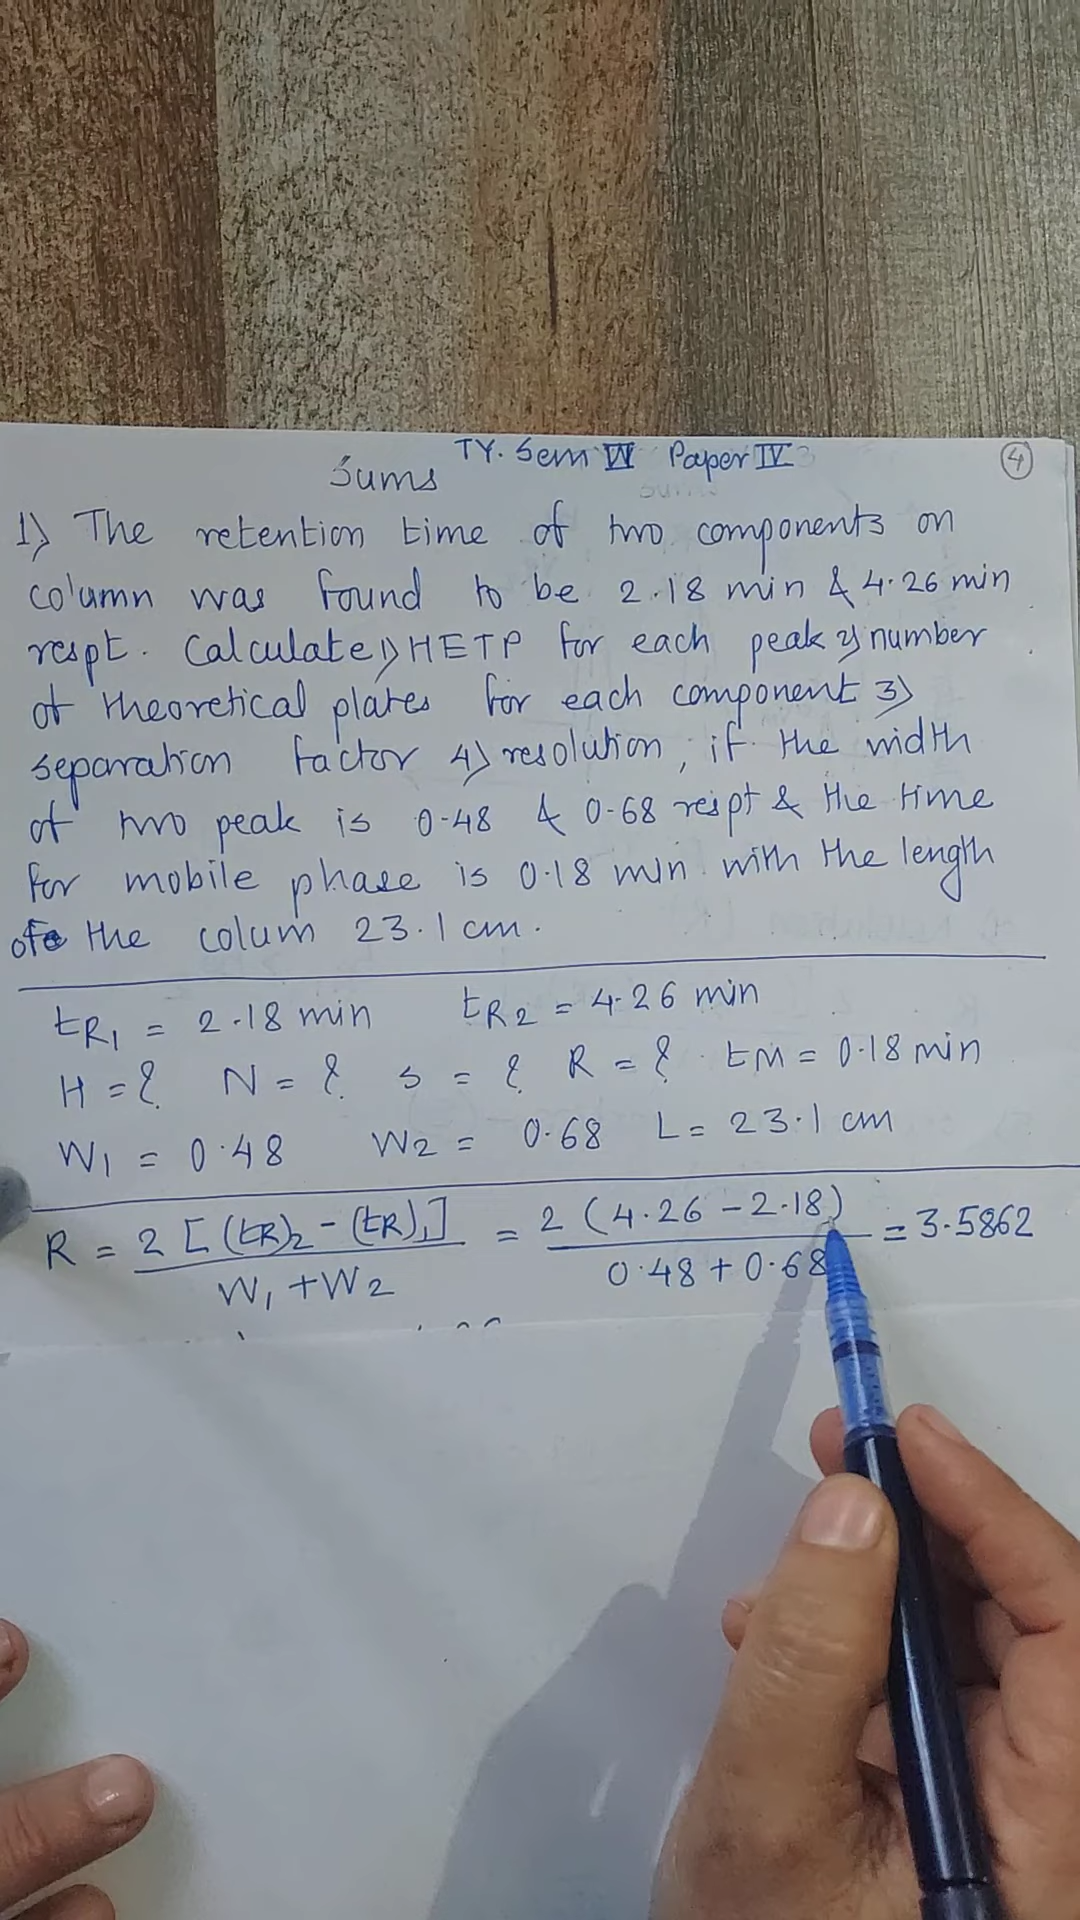 TY. Sem VI Paper IV
4
Sums
1) The retention time of two components on
column was found to be 2.18 min & 4.26 min
respt. Calculate 1) HETP for each peak 2) number
of theoretical plates for each component 3)
separation factor 4) resolution, if the width
of two peak is 0.48 & 0.68 respt & the time
for mobile phase is 0.18 min with the length
of the colum 23.1 cm.
tR1 = 2.18 min tR2 = 4.26 min
H = ? N = ? S = ? R = ? tM = 0.18 min
W1 = 0.48 W2 = 0.68 L = 23.1 cm
R = 2 [(tR)2 - (tR)1] / W1 + W2 = 2 (4.26 - 2.18) / 0.48 + 0.68 = 3.5862